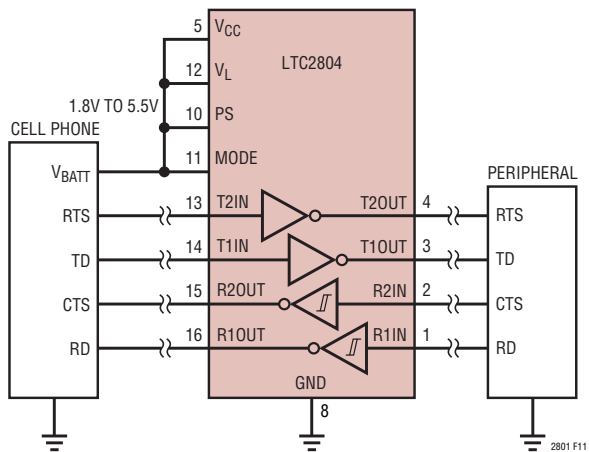 5 VCC
LTC2804
12 VL
1.8V TO 5.5V
10 PS
CELL PHONE
11 MODE
PERIPHERAL
VBATT
RTS 13 T2IN T2OUT 4 RTS
TD 14 T1IN T1OUT 3 TD
CTS 15 R2OUT R2IN 2 CTS
RD 16 R1OUT R1IN 1 RD
GND
8
2801 F11